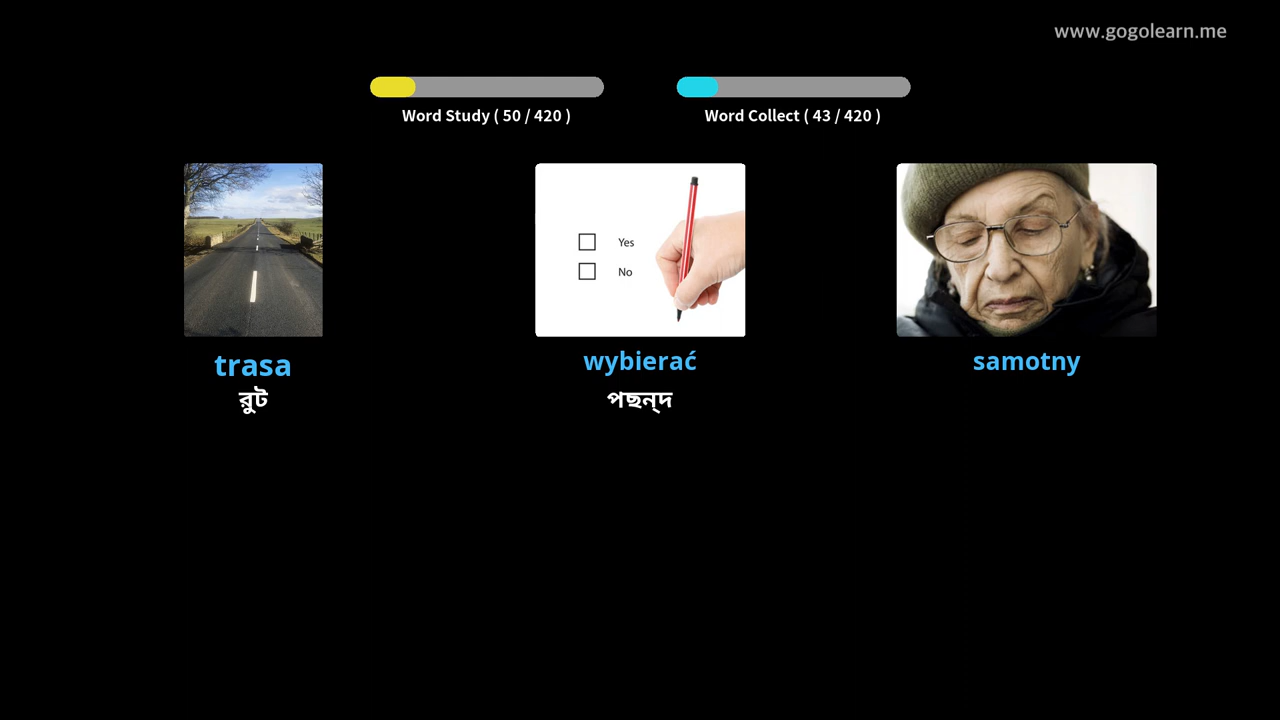 www.gogolearn.me
Word Study ( 50 / 420 )
Word Collect ( 43 / 420 )
Yes
No
trasa
wybierać
samotny
রুট
পছন্দ